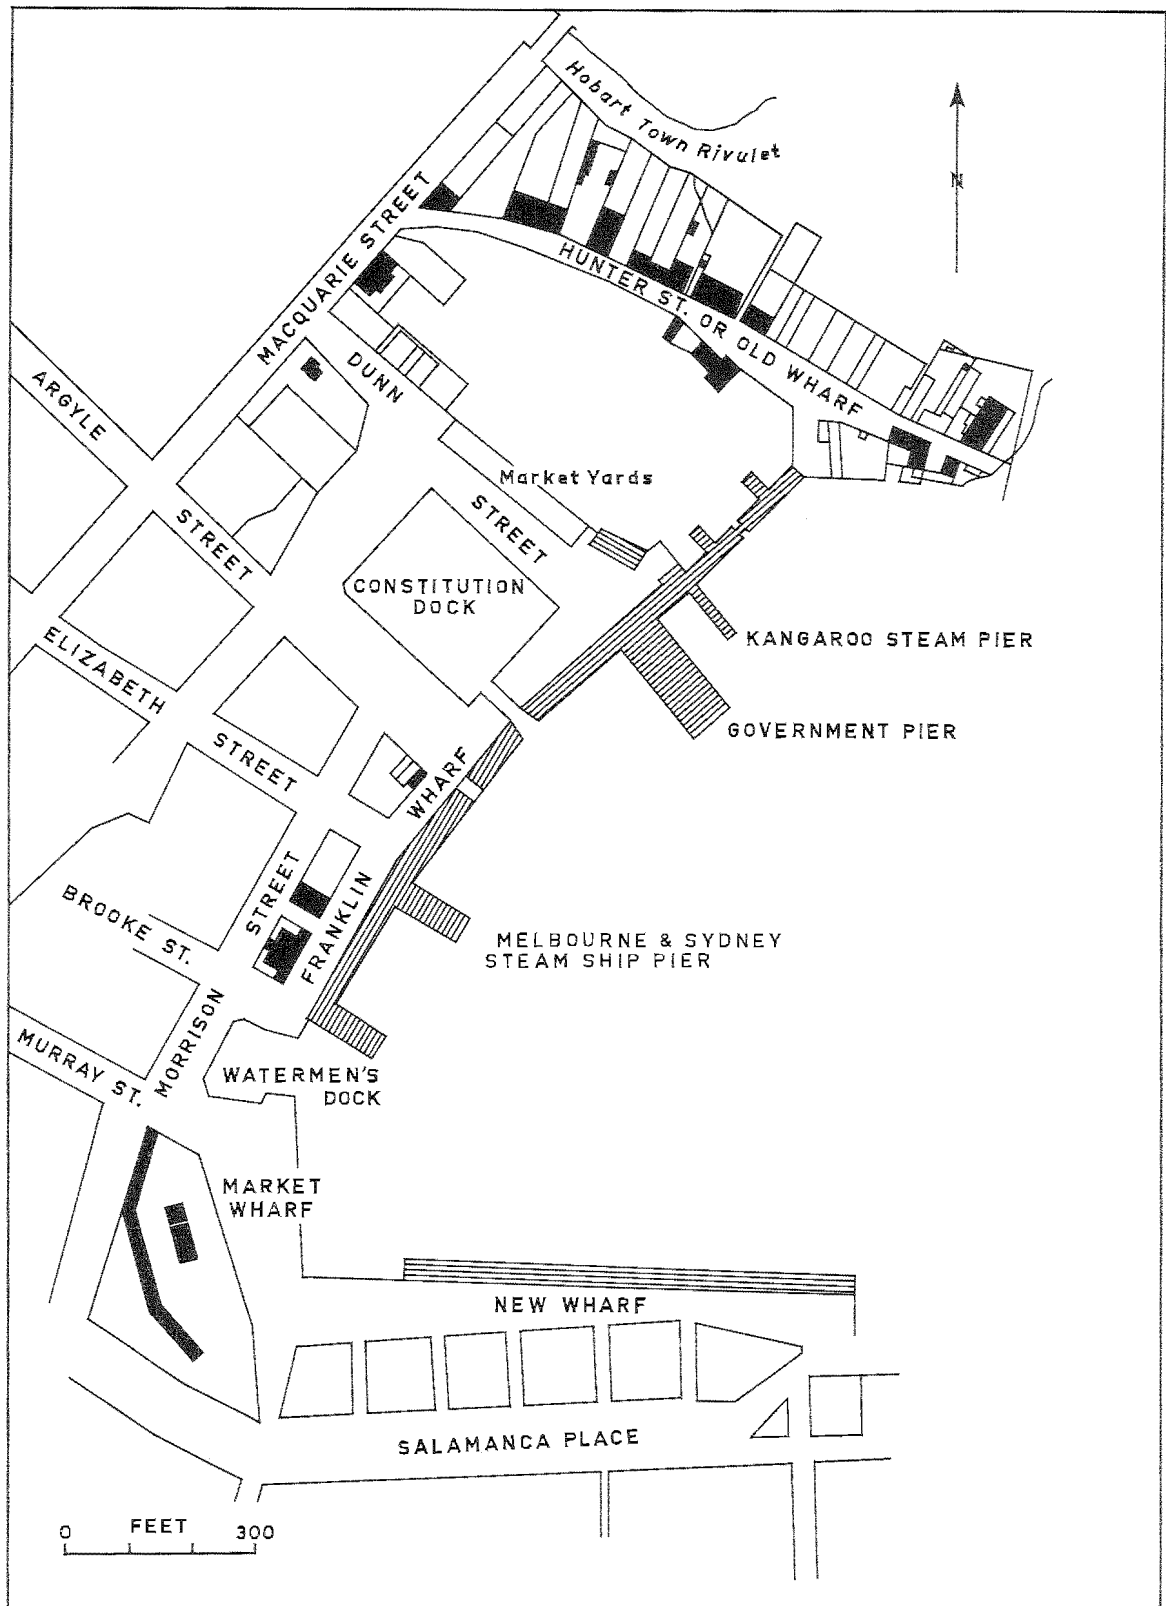 Hobart Town Rivulet
N
MACQUARIE STREET
HUNTER ST. OR OLD WHARF
ARGYLE
STREET
DUNN
STREET
Market Yards
CONSTITUTION
DOCK
KANGAROO STEAM PIER
GOVERNMENT PIER
ELIZABETH
STREET
FRANKLIN
WHARF
BROOKE ST.
MORRISON
STREET
MELBOURNE & SYDNEY
STEAM SHIP PIER
MURRAY ST.
WATERMEN'S
DOCK
MARKET
WHARF
NEW WHARF
SALAMANCA PLACE
0 FEET 300